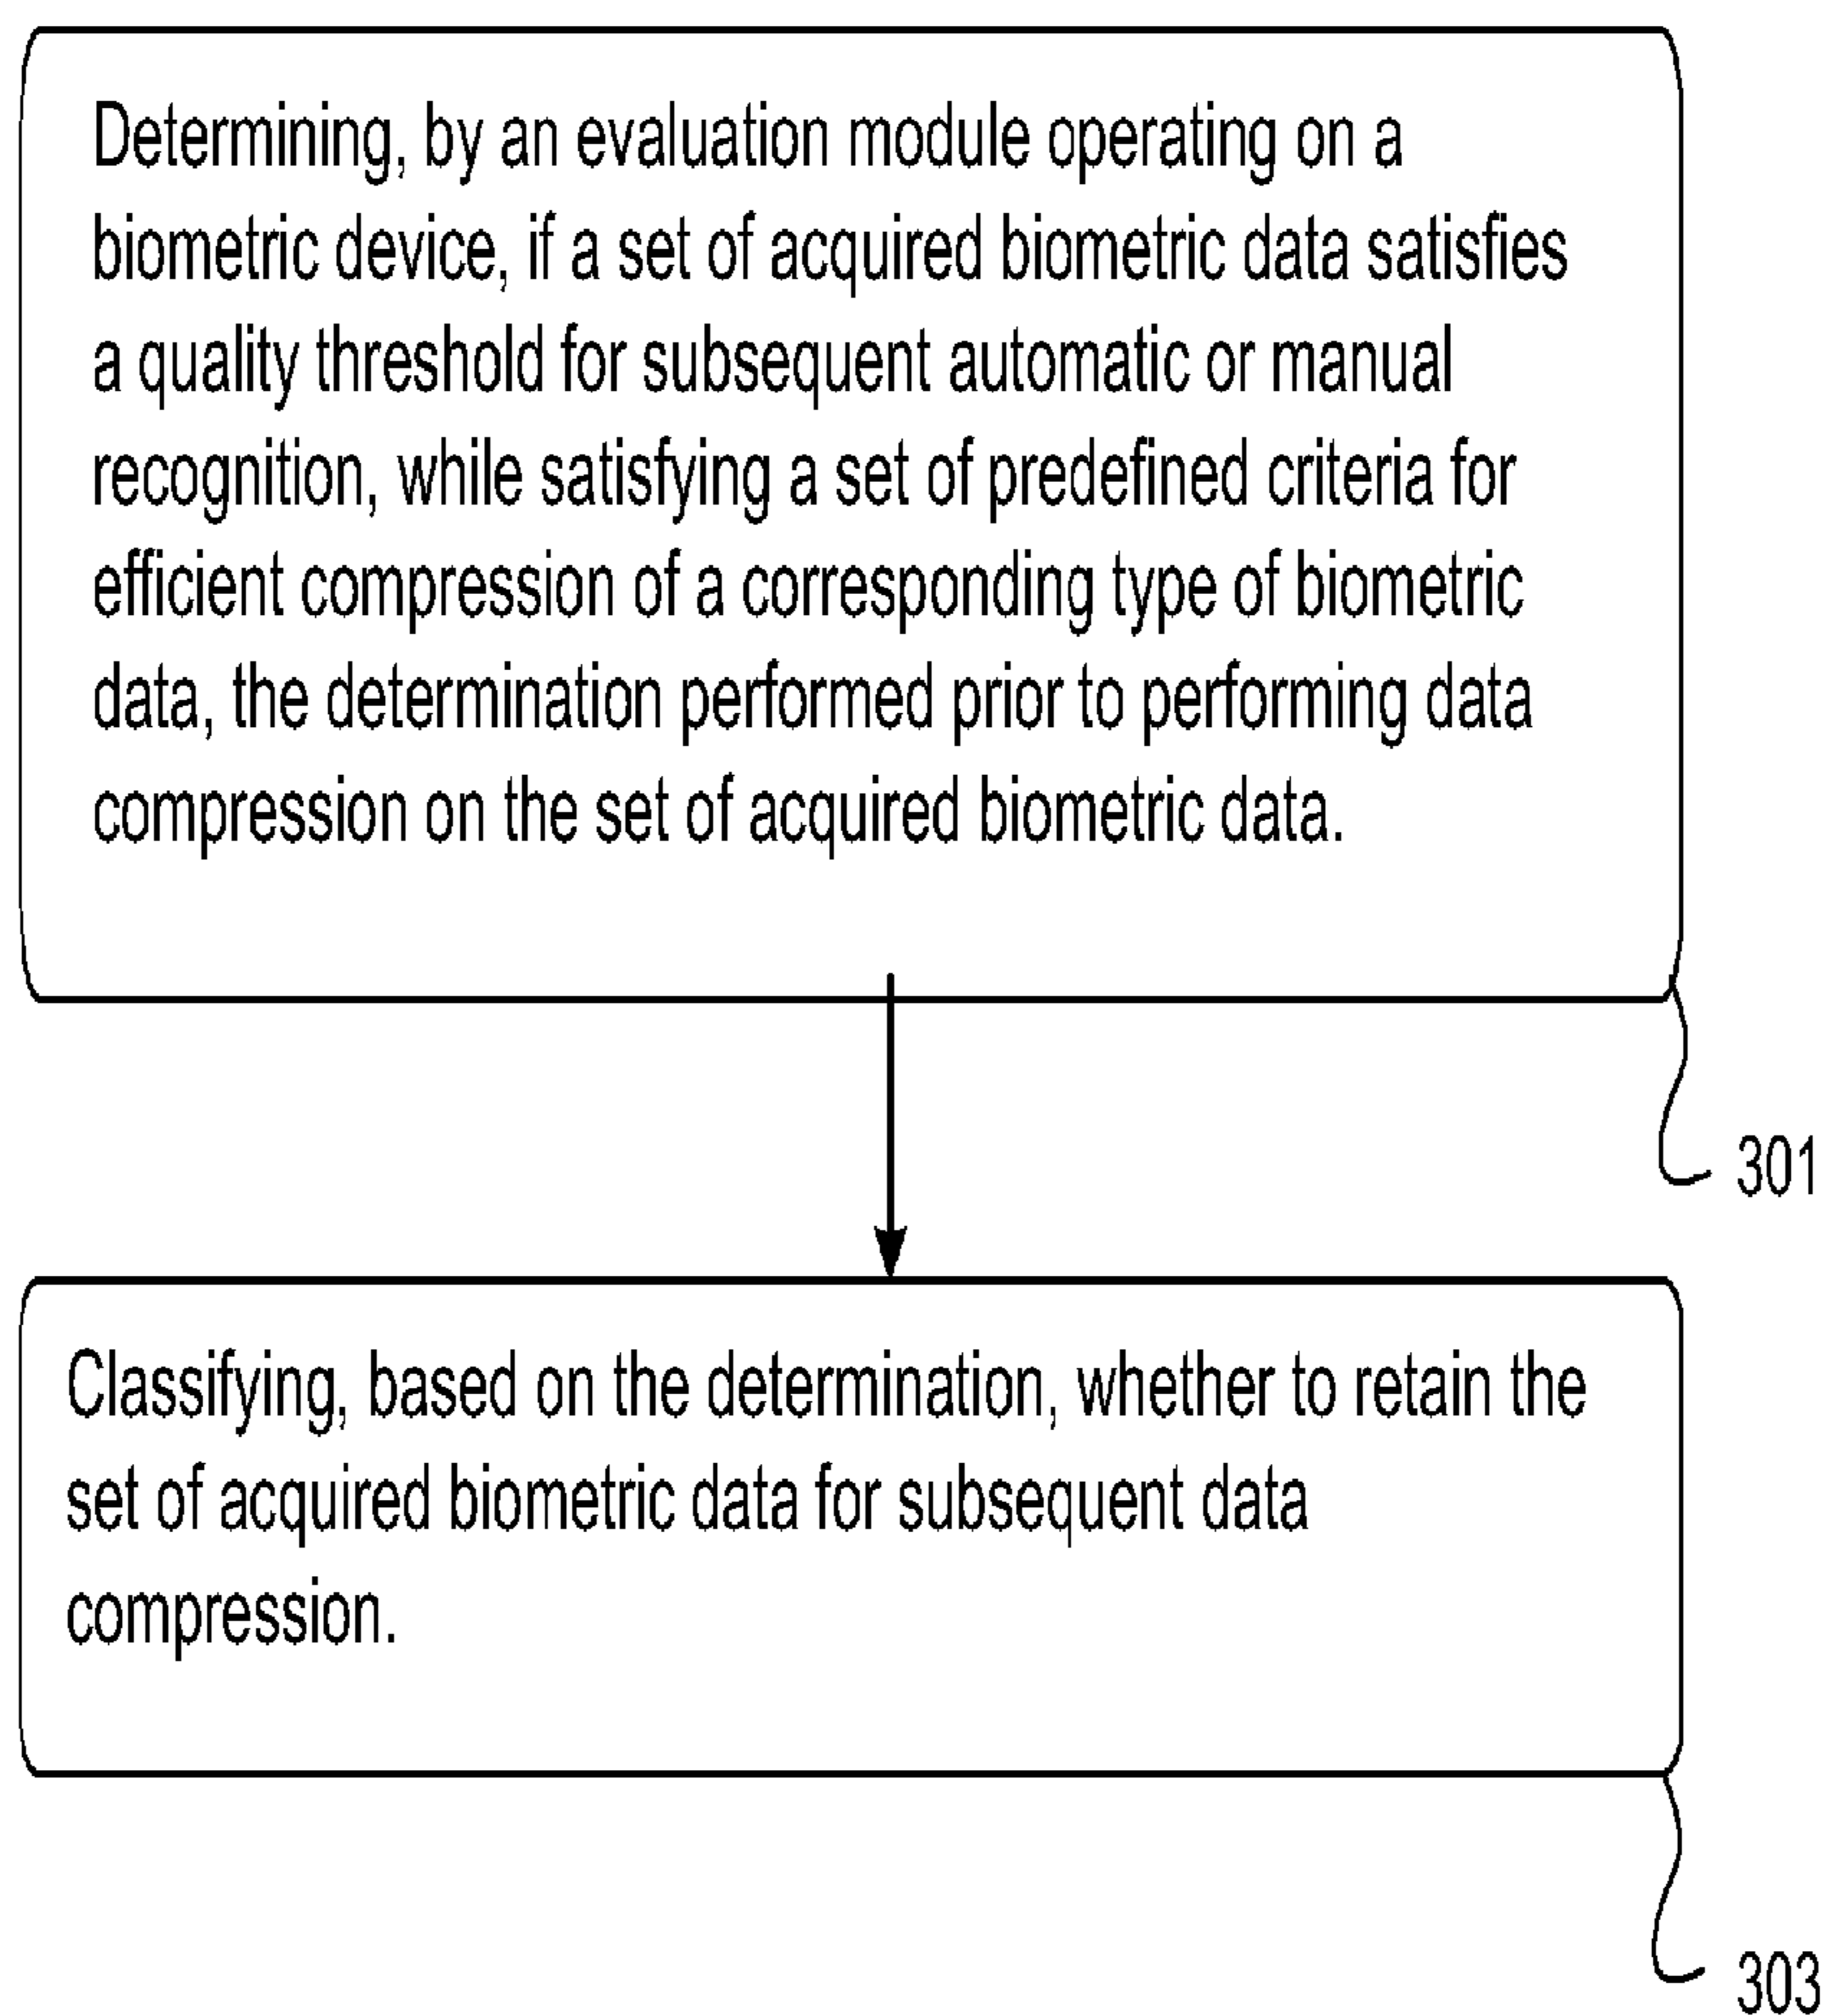 Determining, by an evaluation module operating on a
biometric device, if a set of acquired biometric data satisfies
a quality threshold for subsequent automatic or manual
recognition, while satisfying a set of predefined criteria for
efficient compression of a corresponding type of biometric
data, the determination performed prior to performing data
compression on the set of acquired biometric data.
301
Classifying, based on the determination, whether to retain the
set of acquired biometric data for subsequent data
compression.
303